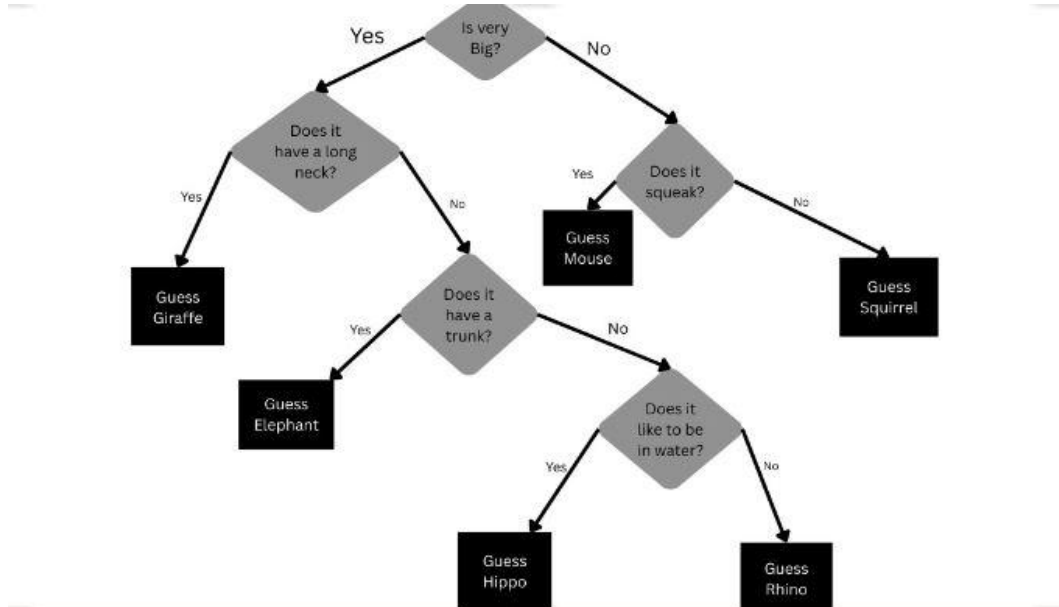 Is very
Big?
Yes
No
Does it
have a long
neck?
Does it
squeak?
Yes
No
Yes
No
Guess
Mouse
Guess
Squirrel
Guess
Giraffe
Does it
have a
trunk?
Yes
No
Guess
Elephant
Does it
like to be
in water?
Yes
No
Guess
Hippo
Guess
Rhino